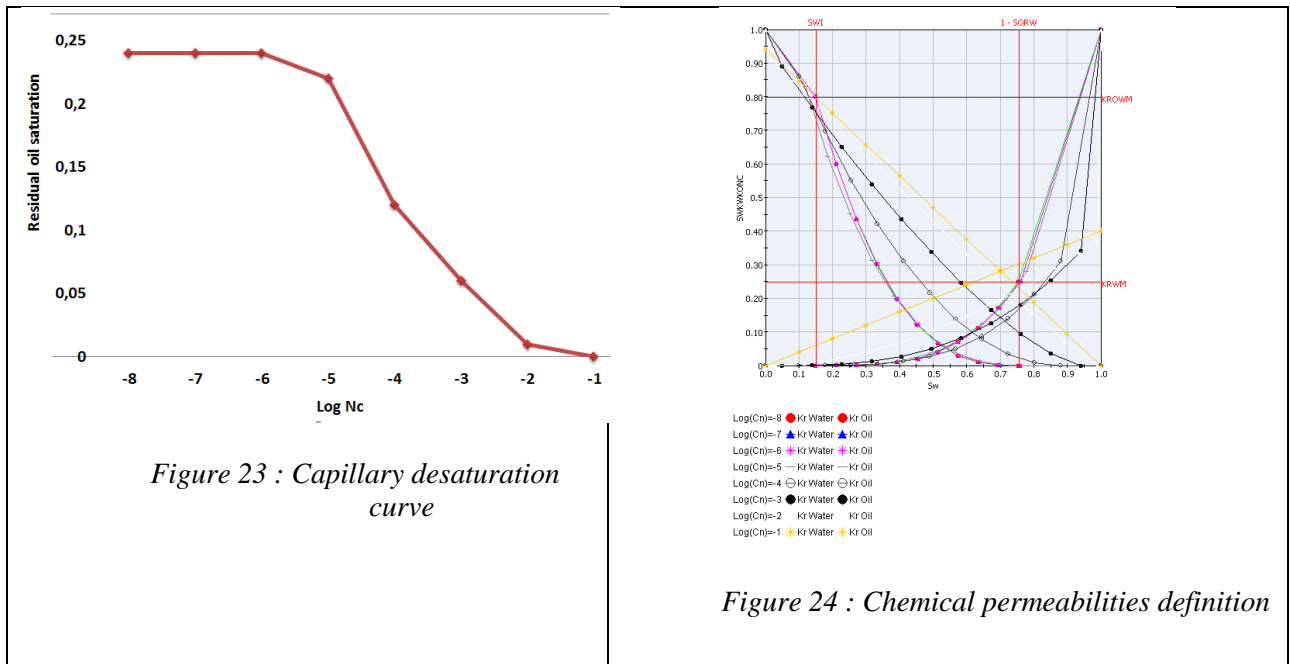 0,25
0,2
0,15
0,1
0,05
0
-8 -7 -6 -5 -4 -3 -2 -1
Residual oil saturation
Log Nc
Figure 23 : Capillary desaturation
curve
SWI 1 - SORW
1.0
0.90
0.80
0.70
0.60
0.50
0.40
0.30
0.20
0.10
0
KROWM
KRWM
SWKWKONC
0.0 0.1 0.2 0.3 0.4 0.5 0.6 0.7 0.8 0.9 1.0
Sw
Log(Cn)=-8 Kr Water Kr Oil
Log(Cn)=-7 Kr Water Kr Oil
Log(Cn)=-6 Kr Water Kr Oil
Log(Cn)=-5 Kr Water Kr Oil
Log(Cn)=-4 Kr Water Kr Oil
Log(Cn)=-3 Kr Water Kr Oil
Log(Cn)=-2 Kr Water Kr Oil
Log(Cn)=-1 Kr Water Kr Oil
Figure 24 : Chemical permeabilities definition